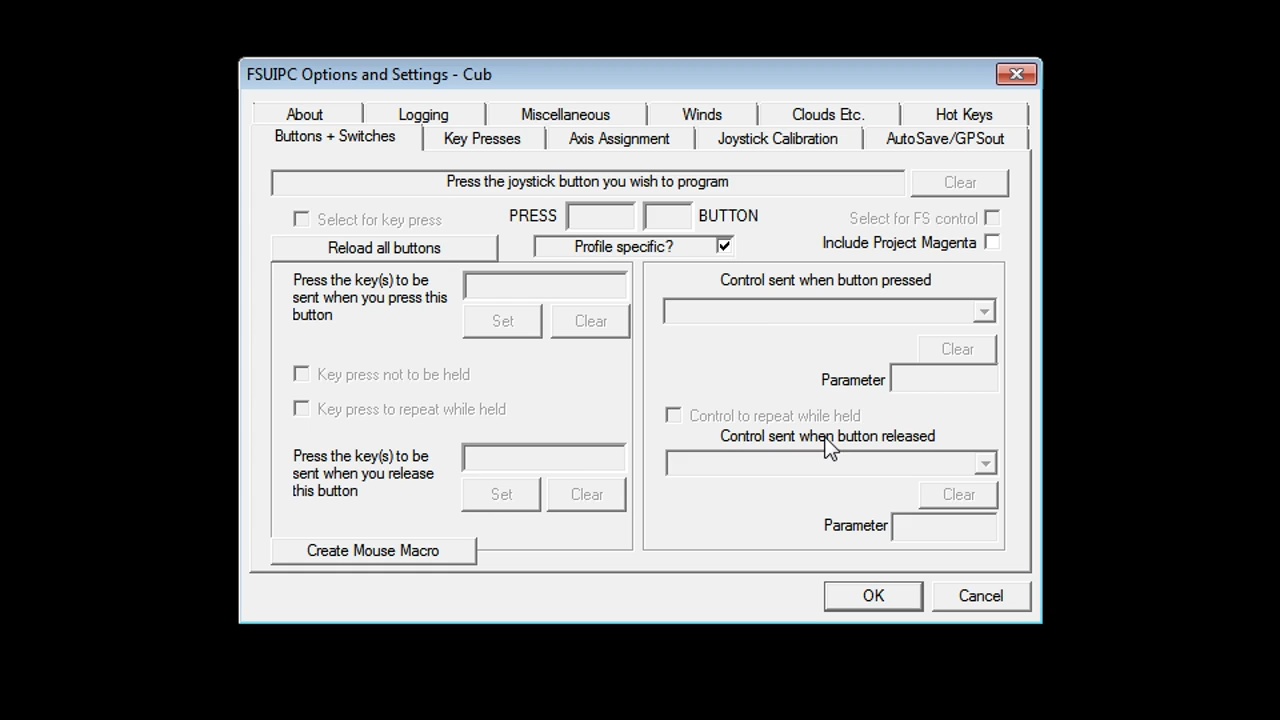 FSUIPC Options and Settings - Cub
About Logging Miscellaneous Winds Clouds Etc. Hot Keys
Buttons + Switches Key Presses Axis Assignment Joystick Calibration AutoSave/GPSout
Press the joystick button you wish to program Clear
Select for key press PRESS BUTTON Select for FS control
Reload all buttons Profile specific? Include Project Magenta
Press the key(s) to be
sent when you press this
button
Set Clear
Key press not to be held
Key press to repeat while held
Press the key(s) to be
sent when you release
this button
Set Clear
Create Mouse Macro
Control sent when button pressed
Clear
Parameter
Control to repeat while held
Control sent when button released
Clear
Parameter
OK Cancel